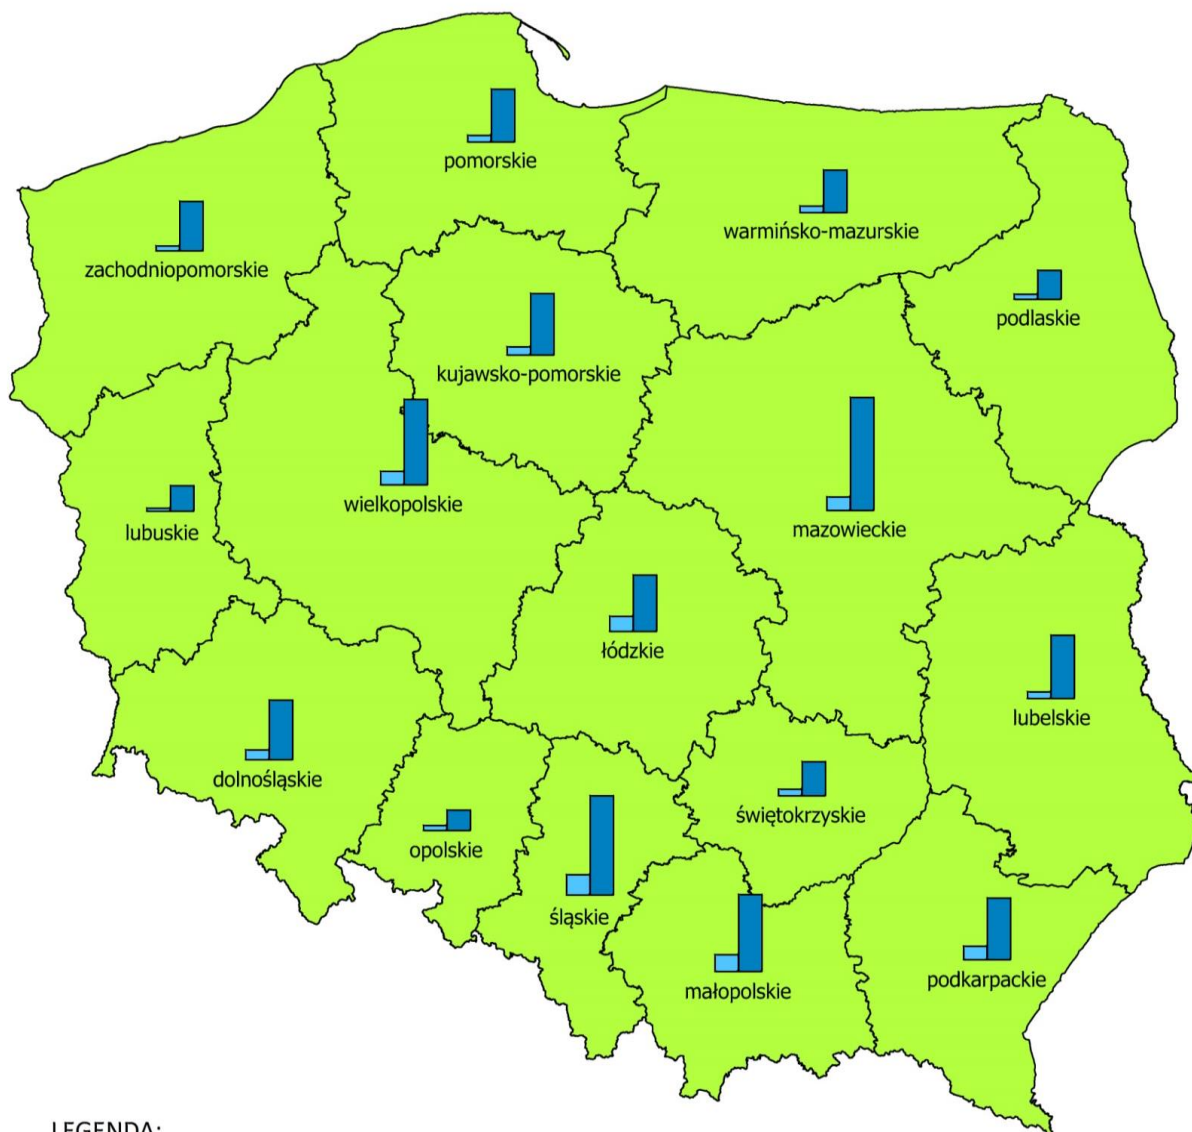 pomorskie
warmińsko-mazurskie
zachodniopomorskie
podlaskie
kujawsko-pomorskie
wielkopolskie
mazowieckie
lubuskie
łódzkie
lubelskie
dolnośląskie
świętokrzyskie
opolskie
śląskie
podkarpackie
małopolskie
LEGENDA: